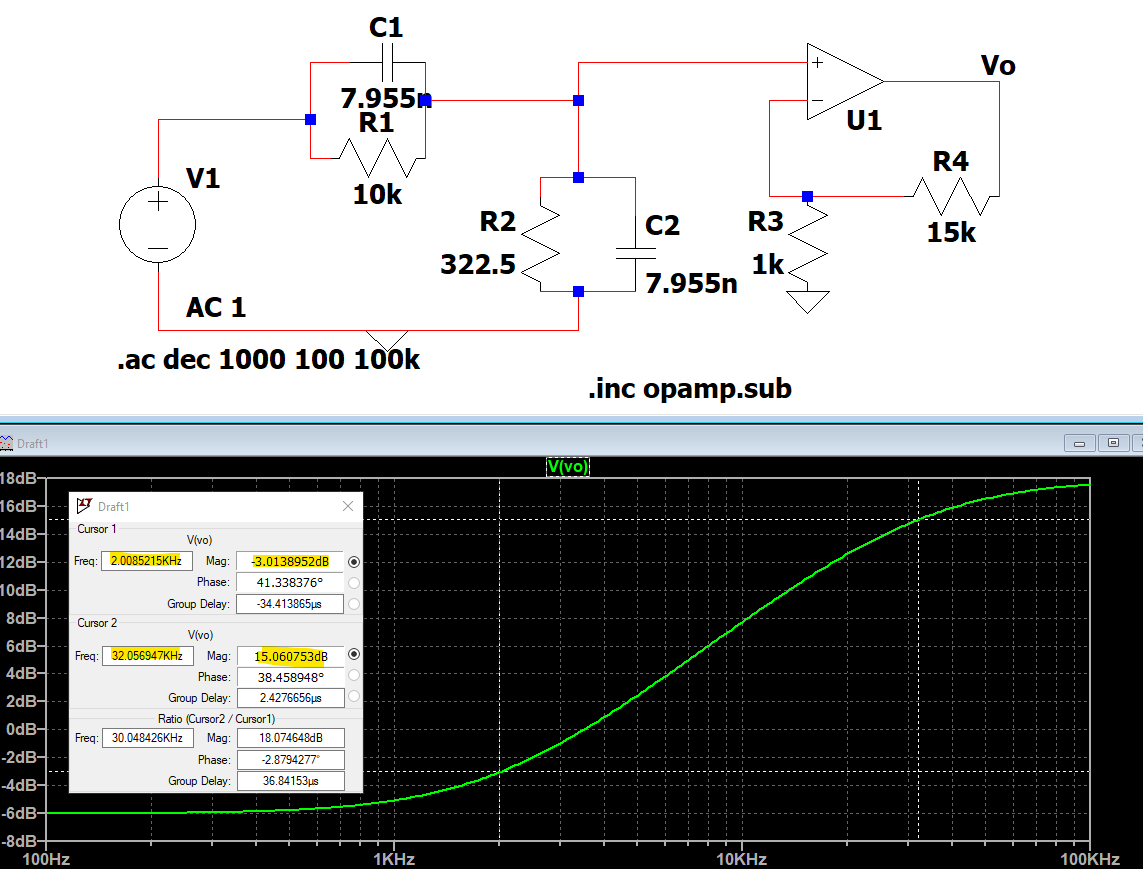 C1
7.955n
R1
10k
V1
AC 1
.ac dec 1000 100 100k
R2
322.5
C2
7.955n
.inc opamp.sub
U1
Vo
R3
1k
R4
15k
Draft1
V(vo)
18dB
16dB
14dB
12dB
10dB
8dB
6dB
4dB
2dB
0dB
-2dB
-4dB
-6dB
-8dB
100Hz
1KHz
10KHz
100KHz
Draft1
Cursor 1
V(vo)
Freq: 2.0085215KHz Mag: -3.0138952dB
Phase: 41.338376°
Group Delay: -34.413865µs
Cursor 2
V(vo)
Freq: 32.056947KHz Mag: 15.060753dB
Phase: 38.458948°
Group Delay: 2.4276656µs
Ratio (Cursor2 / Cursor1)
Freq: 30.048426KHz Mag: 18.074648dB
Phase: -2.8794277°
Group Delay: 36.84153µs